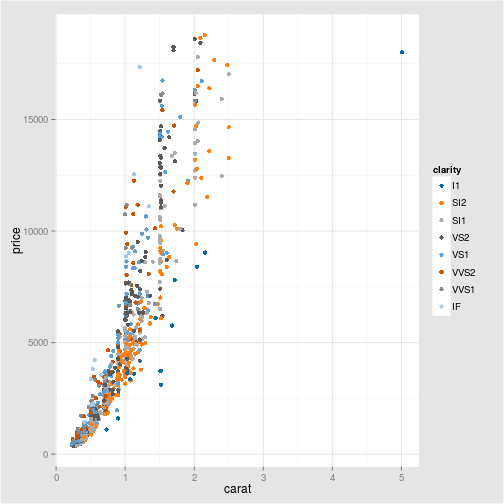 15000
10000
5000
0
price
0
1
2
3
4
5
carat
clarity
I1
SI2
SI1
VS2
VS1
VVS2
VVS1
IF